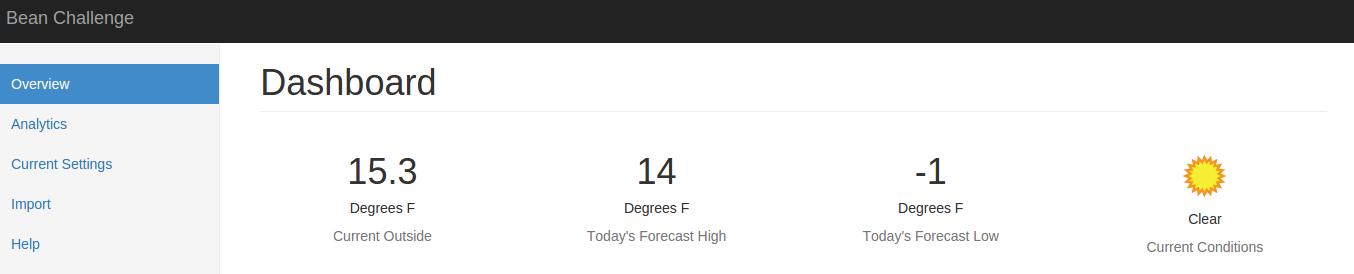 Bean Challenge
Overview
Analytics
Current Settings
Import
Help
Dashboard
15.3
Degrees F
Current Outside
14
Degrees F
Today's Forecast High
-1
Degrees F
Today's Forecast Low
Clear
Current Conditions